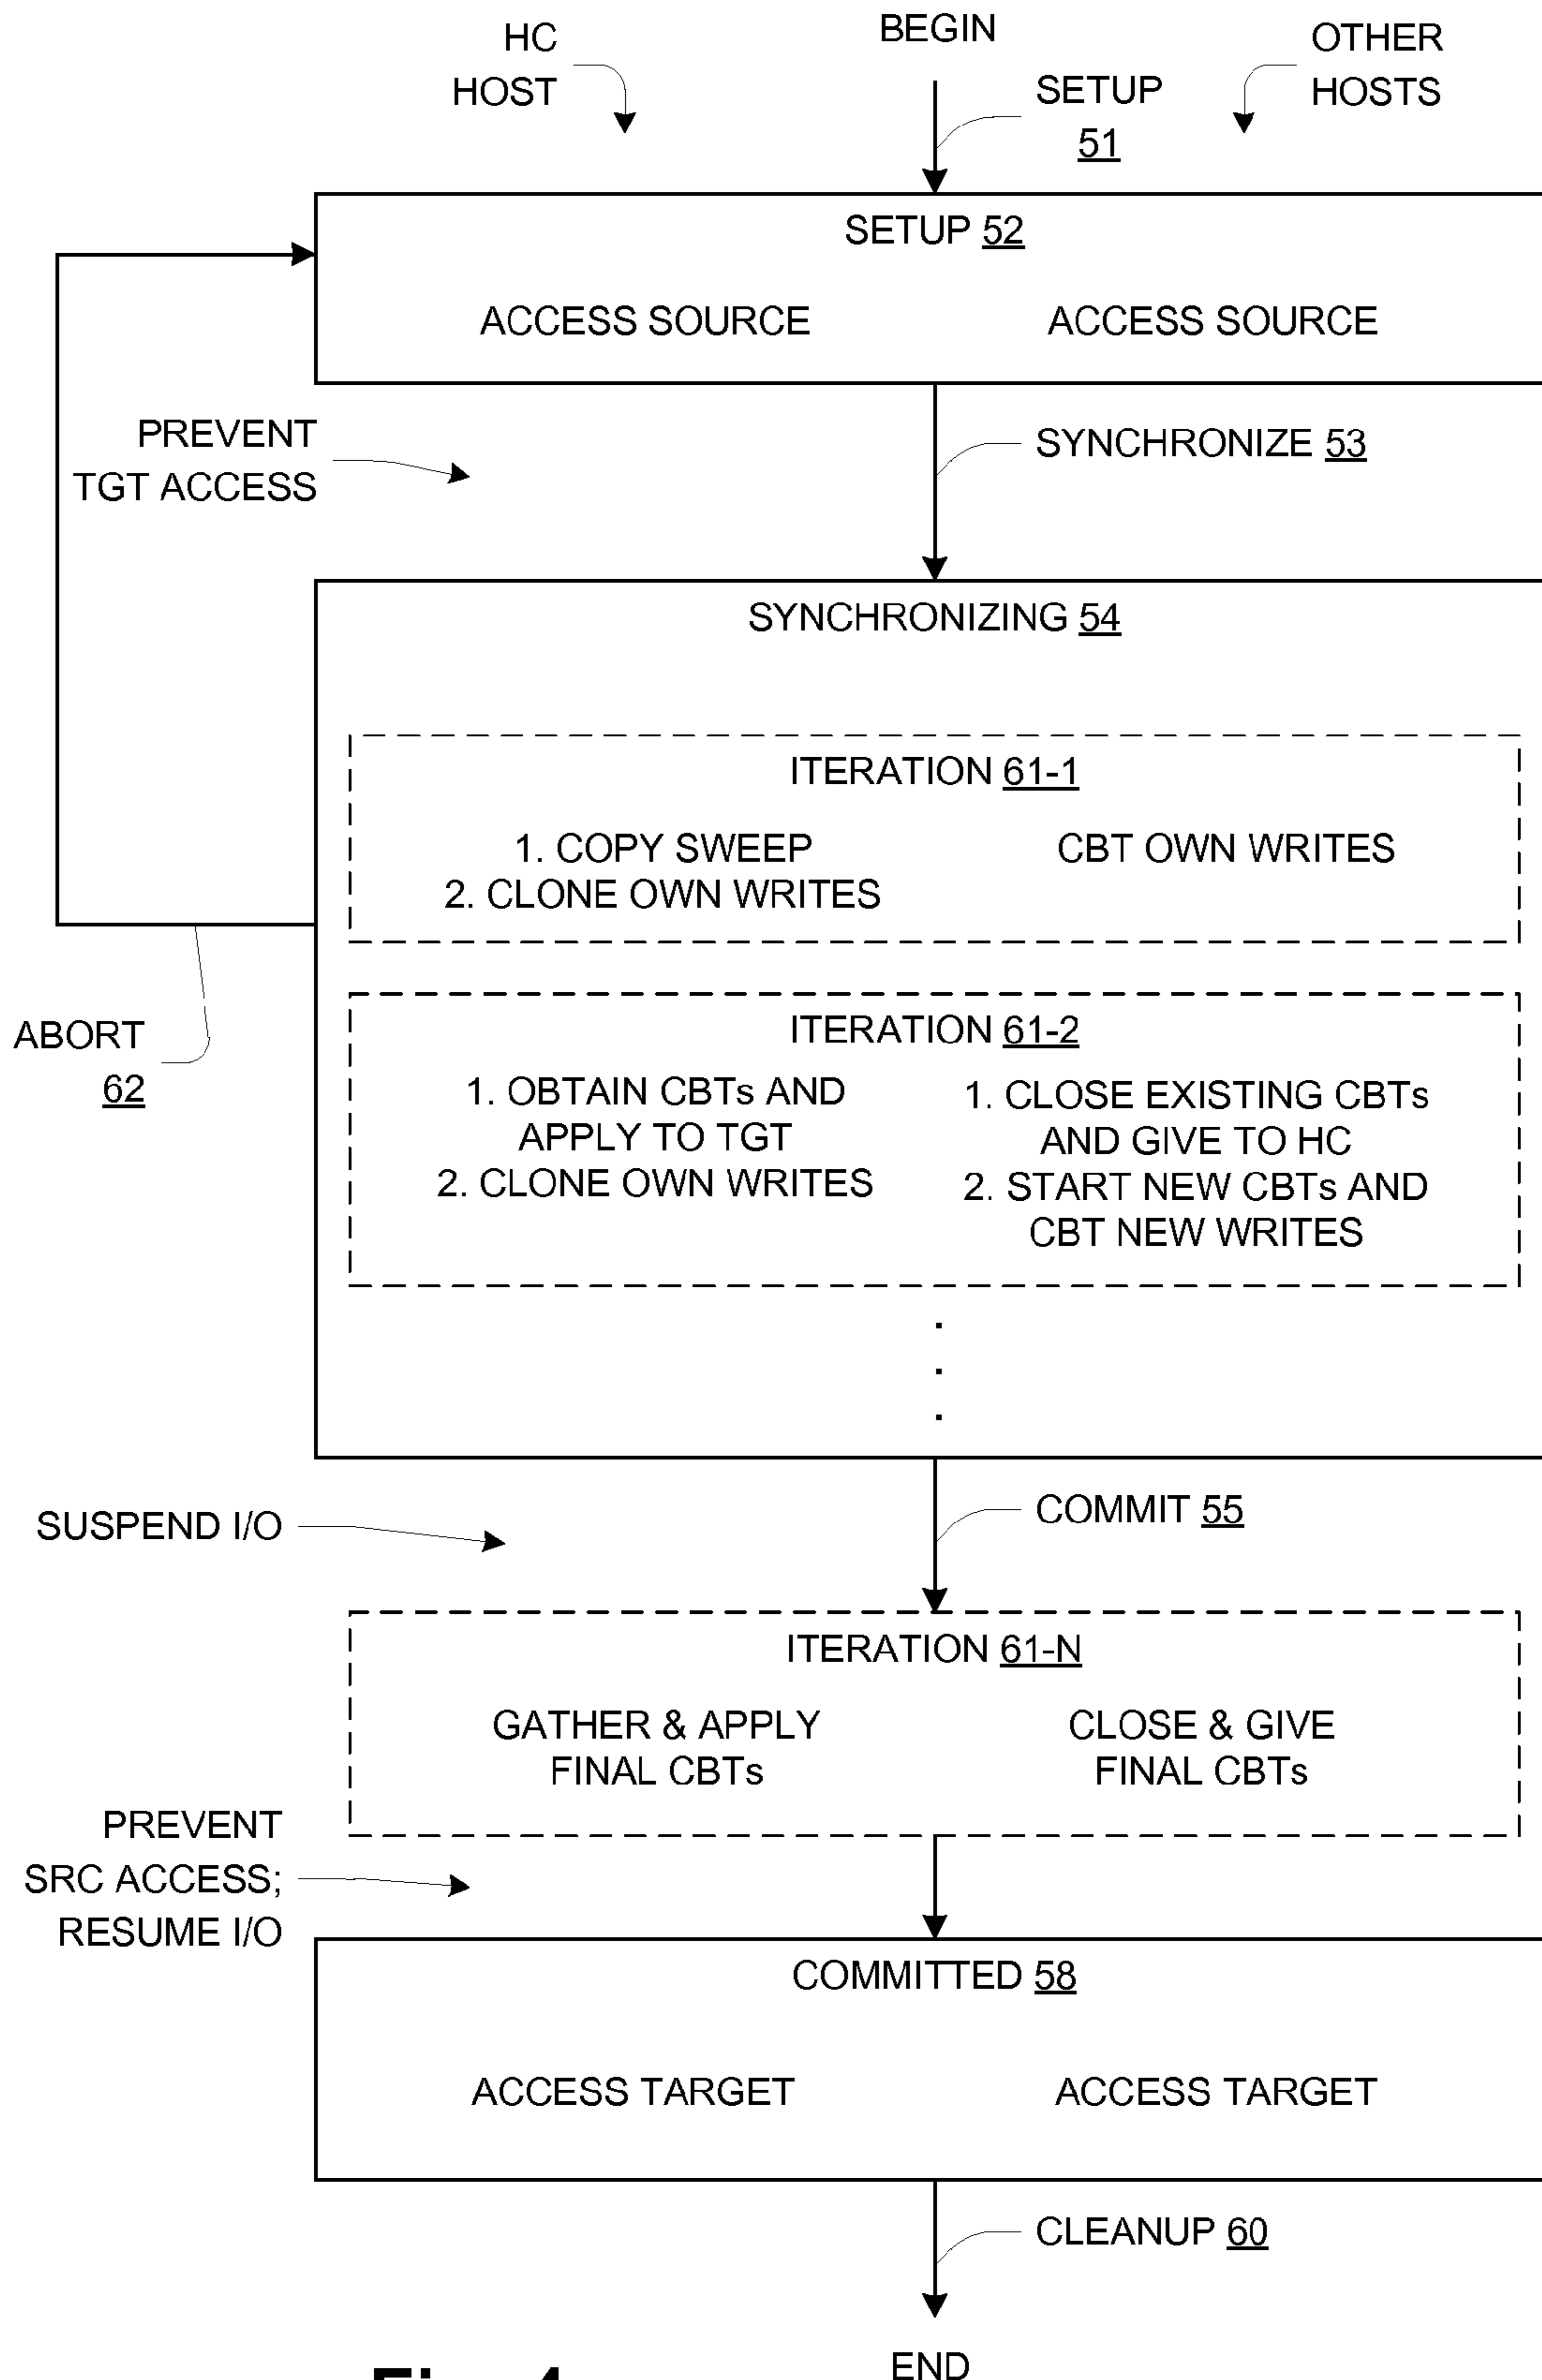 HC
HOST
BEGIN
OTHER
HOSTS
SETUP
51
SETUP 52
ACCESS SOURCE
ACCESS SOURCE
PREVENT
TGT ACCESS
SYNCHRONIZE 53
SYNCHRONIZING 54
ITERATION 61-1
1. COPY SWEEP
2. CLONE OWN WRITES
CBT OWN WRITES
ABORT
62
ITERATION 61-2
1. OBTAIN CBTs AND
APPLY TO TGT
2. CLONE OWN WRITES
1. CLOSE EXISTING CBTs
AND GIVE TO HC
2. START NEW CBTs AND
CBT NEW WRITES
SUSPEND I/O
COMMIT 55
ITERATION 61-N
GATHER & APPLY
FINAL CBTs
CLOSE & GIVE
FINAL CBTs
PREVENT
SRC ACCESS;
RESUME I/O
COMMITTED 58
ACCESS TARGET
ACCESS TARGET
CLEANUP 60
END